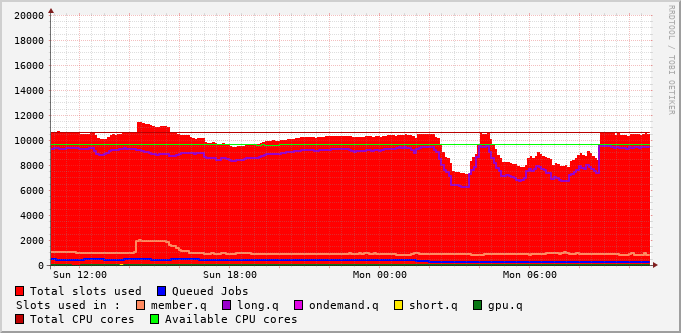 20000
18000
16000
14000
12000
10000
8000
6000
4000
2000
0
Sun 12:00 Sun 18:00 Mon 00:00 Mon 06:00
RRDTOOL / TOBI OETIKER
Total slots used Queued Jobs
Slots used in : member.q long.q ondemand.q short.q gpu.q
Total CPU cores Available CPU cores